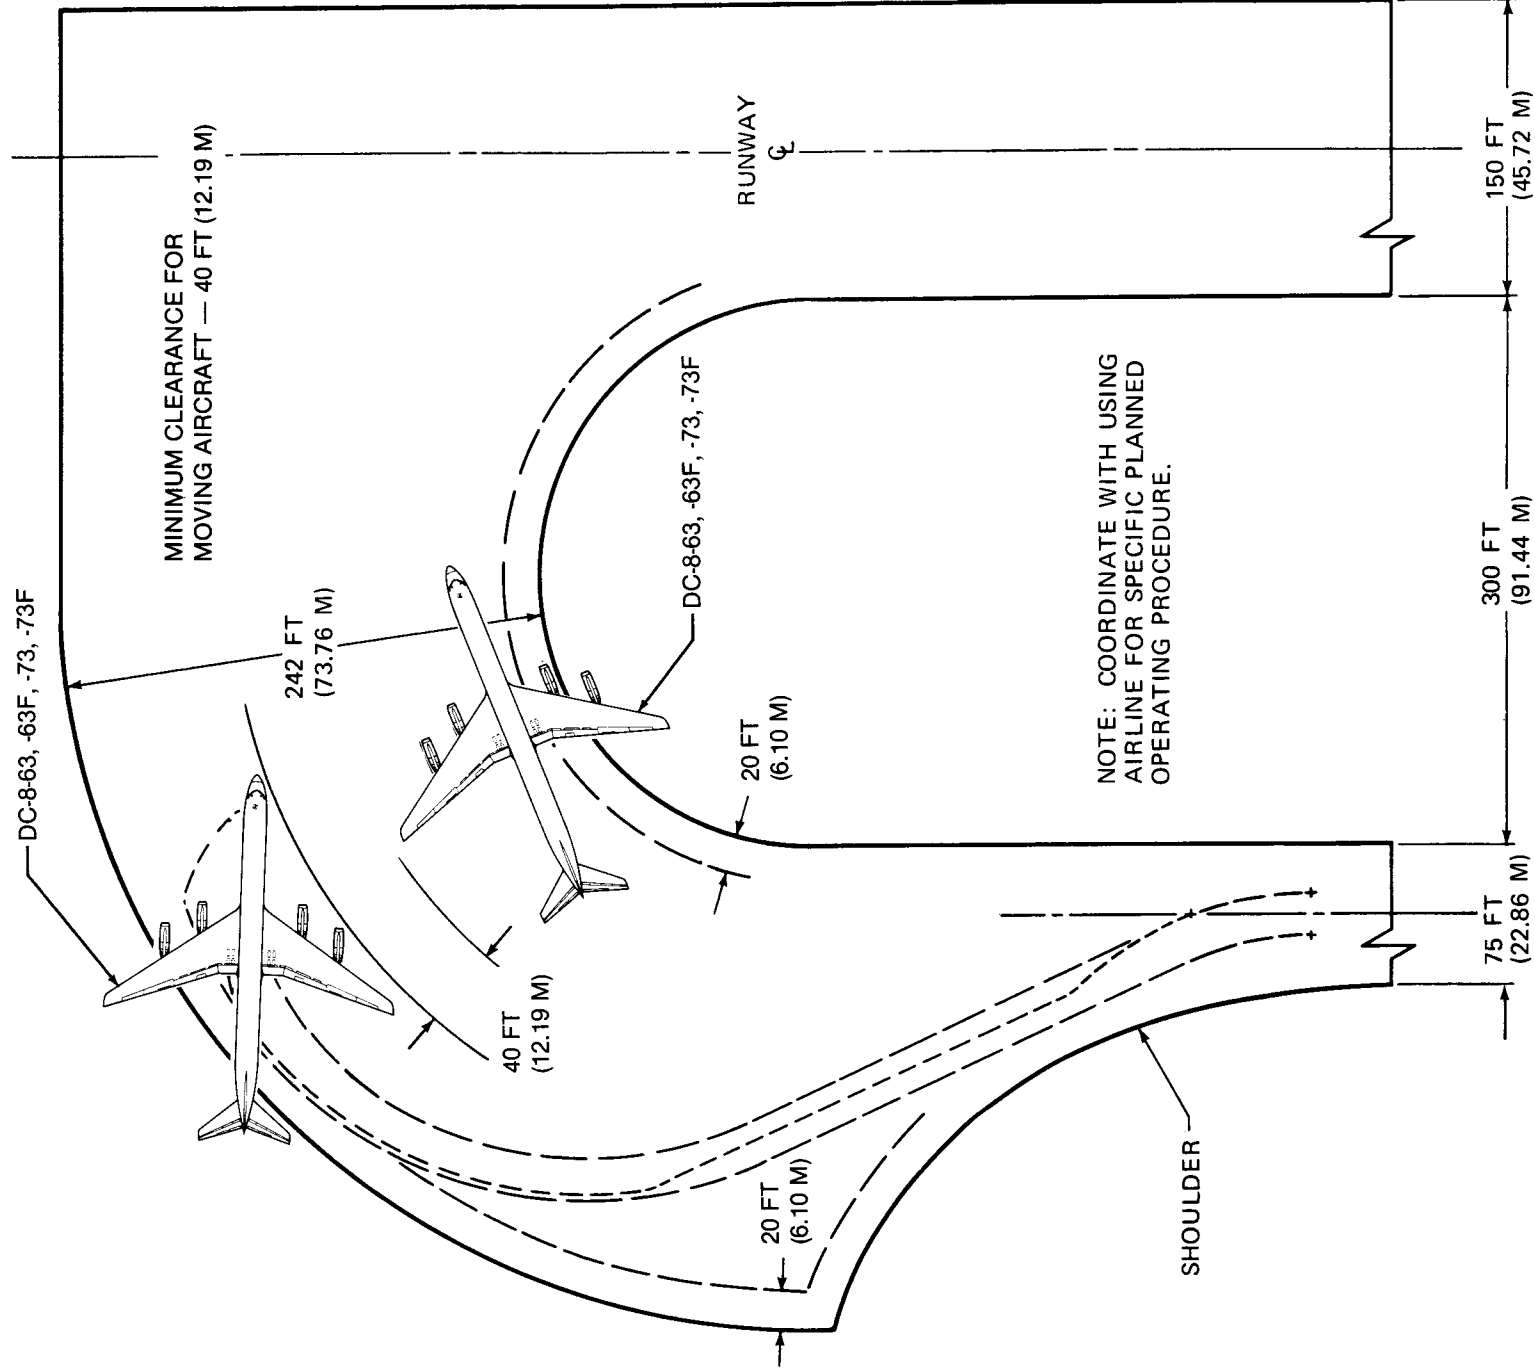 DC-8-63, -63F, -73, -73F
MINIMUM CLEARANCE FOR
MOVING AIRCRAFT — 40 FT (12.19 M)
242 FT
(73.76 M)
DC-8-63, -63F, -73, -73F
RUNWAY
℄
40 FT
(12.19 M)
20 FT
(6.10 M)
20 FT
(6.10 M)
NOTE: COORDINATE WITH USING
AIRLINE FOR SPECIFIC PLANNED
OPERATING PROCEDURE.
SHOULDER
75 FT
(22.86 M)
300 FT
(91.44 M)
150 FT
(45.72 M)